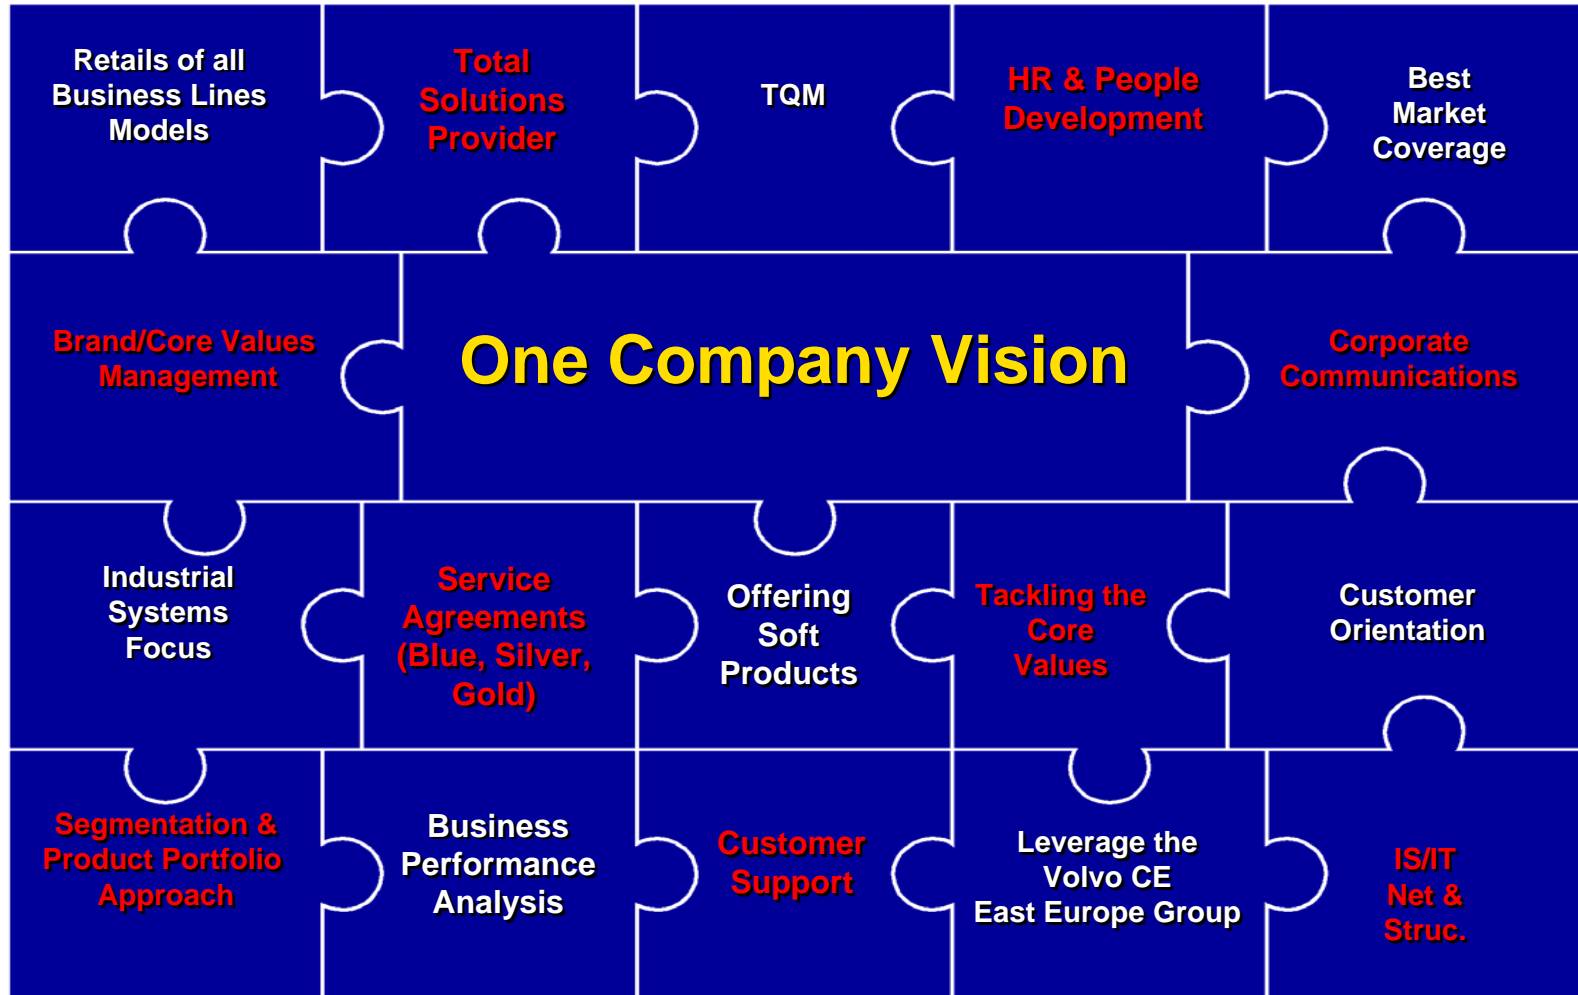 Retails of all
Business Lines
Models
Total
Solutions
Provider
TQM
HR & People
Development
Best
Market
Coverage
Brand/Core Values
Management
One Company Vision
Corporate
Communications
Industrial
Systems
Focus
Service
Agreements
(Blue, Silver,
Gold)
Offering
Soft
Products
Tackling the
Core
Values
Customer
Orientation
Segmentation &
Product Portfolio
Approach
Business
Performance
Analysis
Customer
Support
Leverage the
Volvo CE
East Europe Group
IS/IT
Net &
Struc.